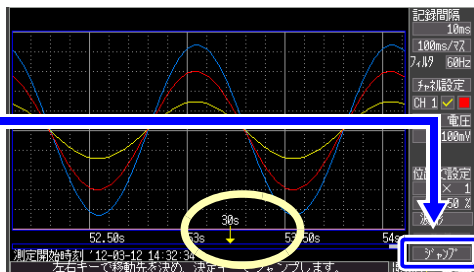 記録間隔
10ms
100ms/マス
フィルタ 60Hz
チャネル設定
CH 1
電圧
100mV
× 1
50 %
30s
52.50s
54s
測定開始時刻 '12-03-12 14:32:34
ジャンプ
左右キーで移動先を決め、決定キーでジャンプします。